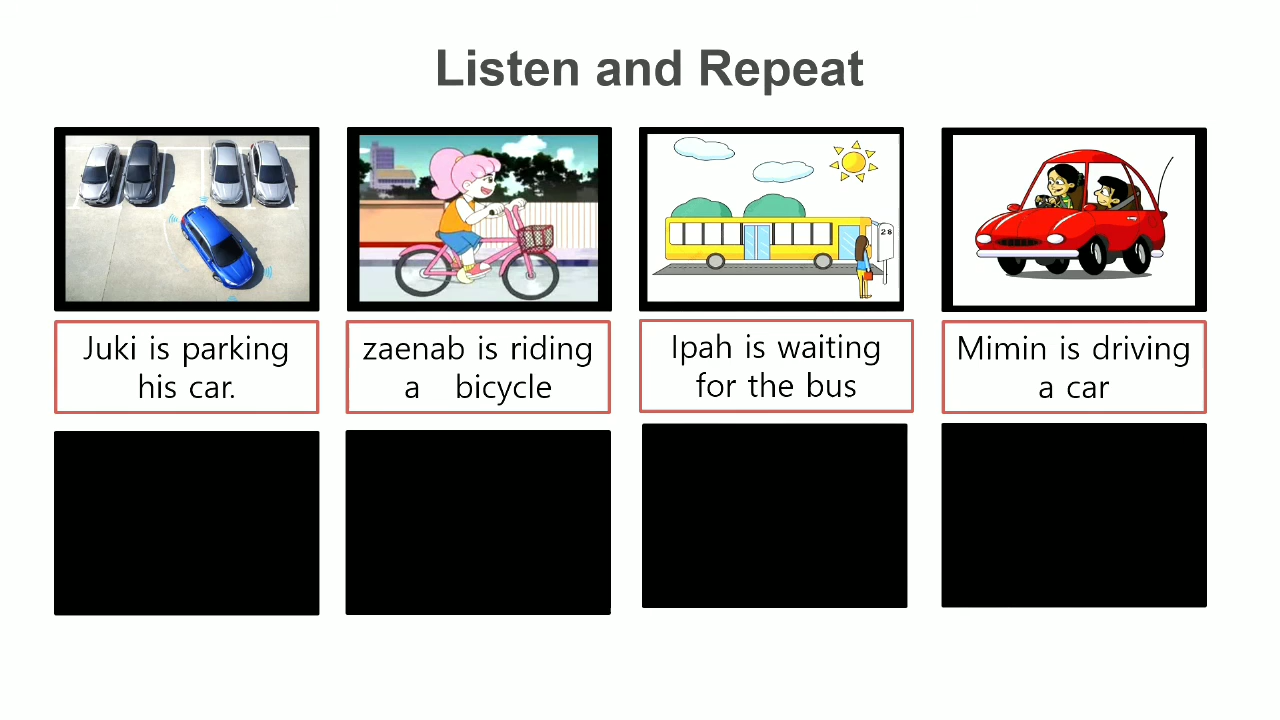 Listen and Repeat
28
Juki is parking
his car.
zaenab is riding
a bicycle
Ipah is waiting
for the bus
Mimin is driving
a car